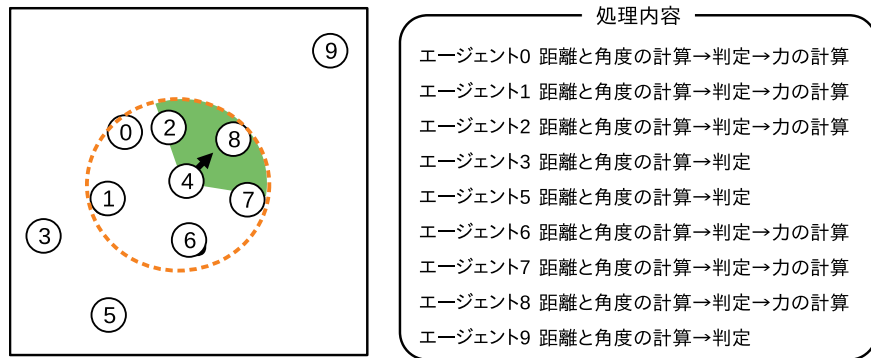 9
0
2
8
4
1
7
3
6
5
処理内容
エージェント0 距離と角度の計算→判定→力の計算
エージェント1 距離と角度の計算→判定→力の計算
エージェント2 距離と角度の計算→判定→力の計算
エージェント3 距離と角度の計算→判定
エージェント5 距離と角度の計算→判定
エージェント6 距離と角度の計算→判定→力の計算
エージェント7 距離と角度の計算→判定→力の計算
エージェント8 距離と角度の計算→判定→力の計算
エージェント9 距離と角度の計算→判定